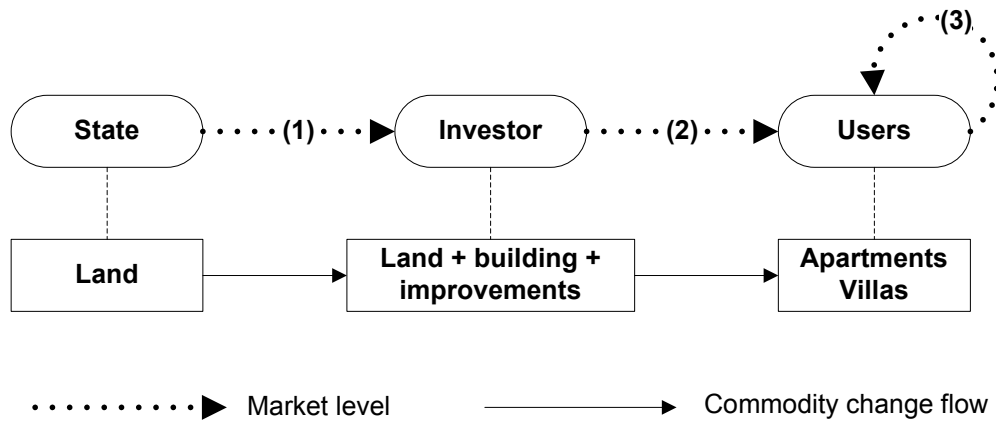 (3)
State
(1)
Investor
(2)
Users
Land
Land + building +
improvements
Apartments
Villas
Market level
Commodity change flow